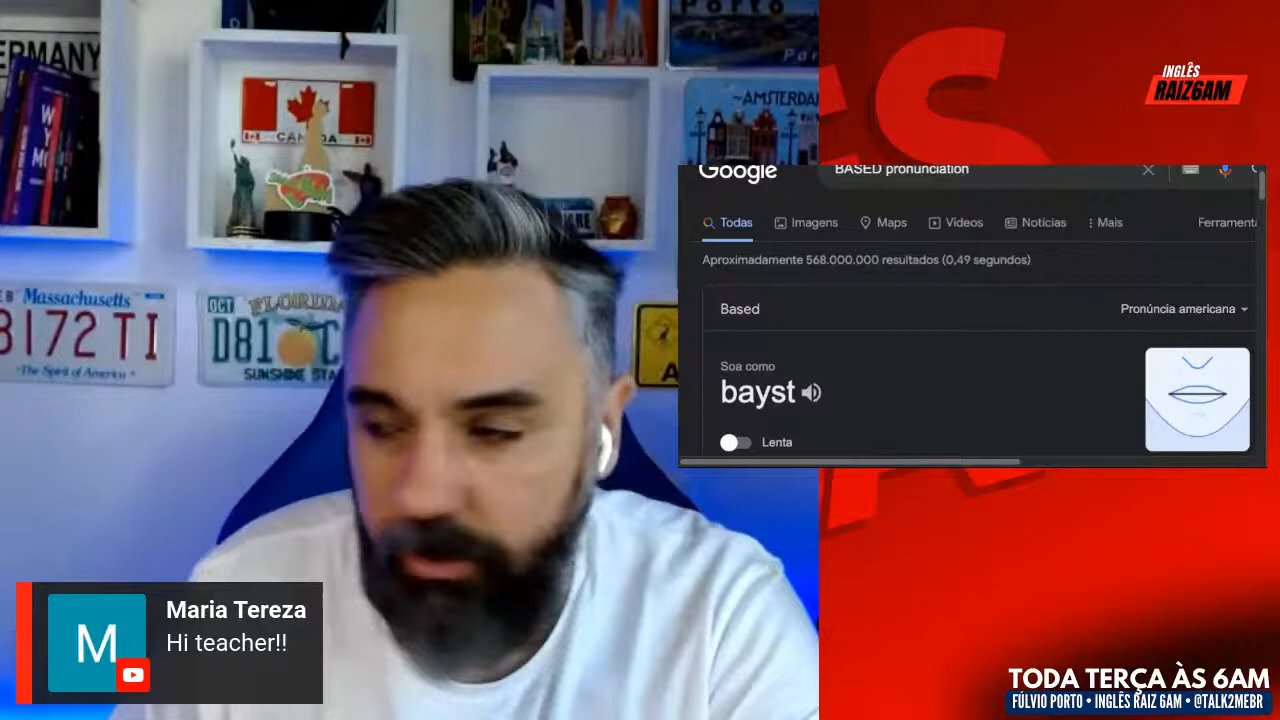 ERMANY
CANADA
Porto
AMSTERDA
Massachusetts
8172 TI
The Spirit of America
OCT
FLORIDA
D81 C
SUNSHINE STA
INGLÊS
RAIZ6AM
Google
BASED pronunciation
Todas
Imagens
Maps
Vídeos
Notícias
Mais
Ferrament
Aproximadamente 568.000.000 resultados (0,49 segundos)
Based
Pronúncia americana
Soa como
bayst
Lenta
M
Maria Tereza
Hi teacher!!
TODA TERÇA ÀS 6AM
FÚLVIO PORTO • INGLÊS RAIZ 6AM • @TALK2MEBR